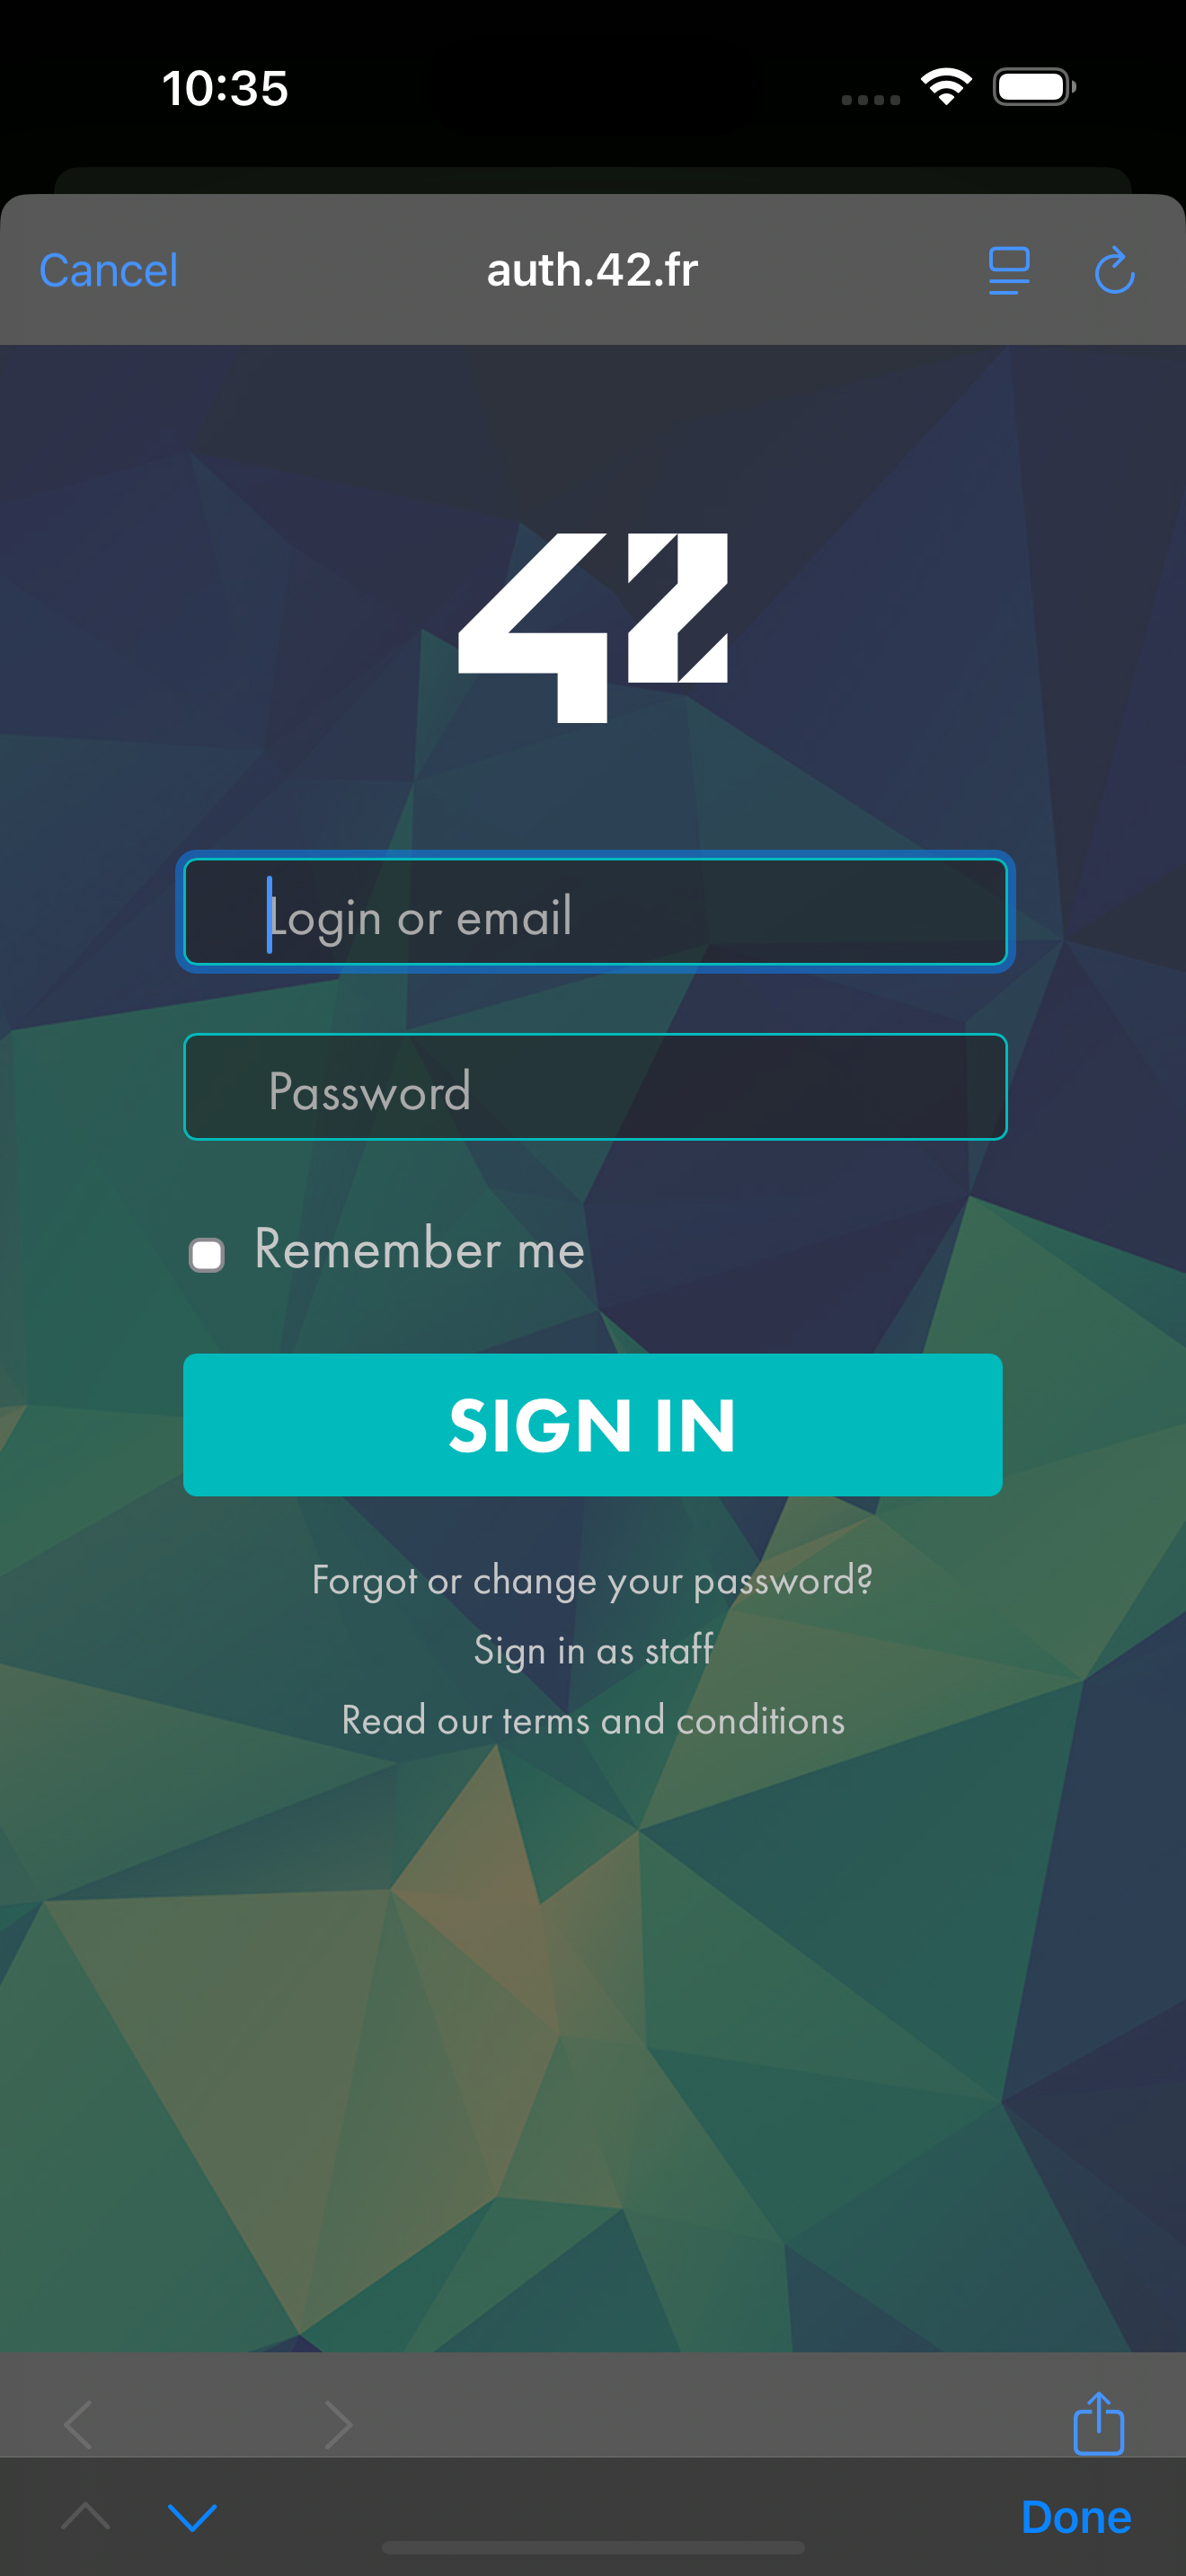 10:35
Cancel
auth.42.fr
42
Login or email
Password
Remember me
SIGN IN
Forgot or change your password?
Sign in as staff
Read our terms and conditions
Done